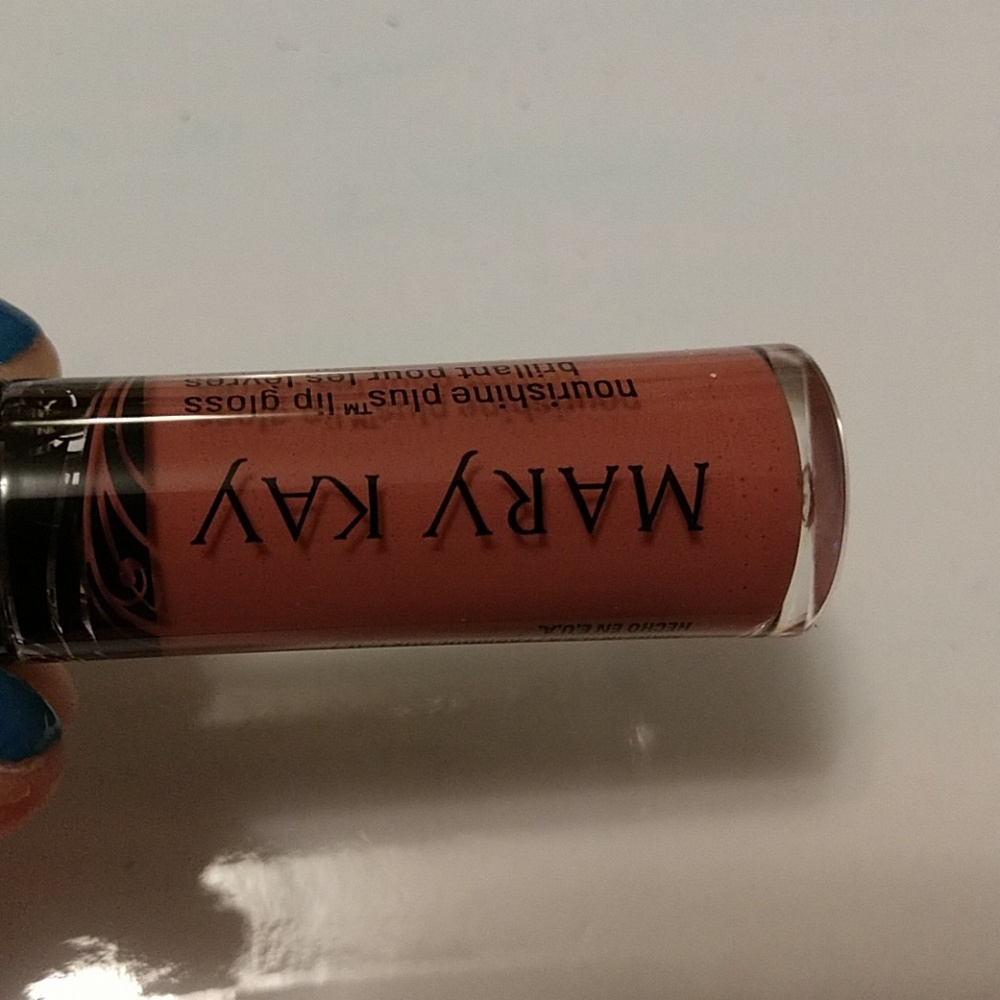 MARY KAY
nourishine plus™ lip gloss
brillant pour les lèvres
HECHO EN E.U.A.